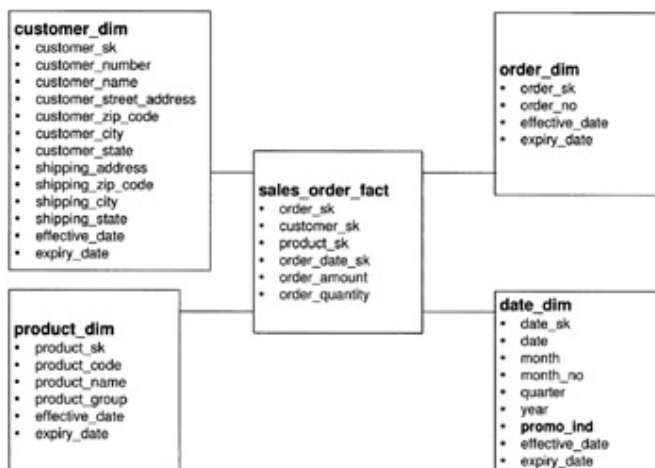 customer_dim
• customer_sk
• customer_number
• customer_name
• customer_street_address
• customer_zip_code
• customer_city
• customer_state
• shipping_address
• shipping_zip_code
• shipping_city
• shipping_state
• effective_date
• expiry_date
order_dim
• order_sk
• order_no
• effective_date
• expiry_date
sales_order_fact
• order_sk
• customer_sk
• product_sk
• order_date_sk
• order_amount
• order_quantity
product_dim
• product_sk
• product_code
• product_name
• product_group
• effective_date
• expiry_date
date_dim
• date_sk
• date
• month
• month_no
• quarter
• year
• promo_ind
• effective_date
• expiry_date